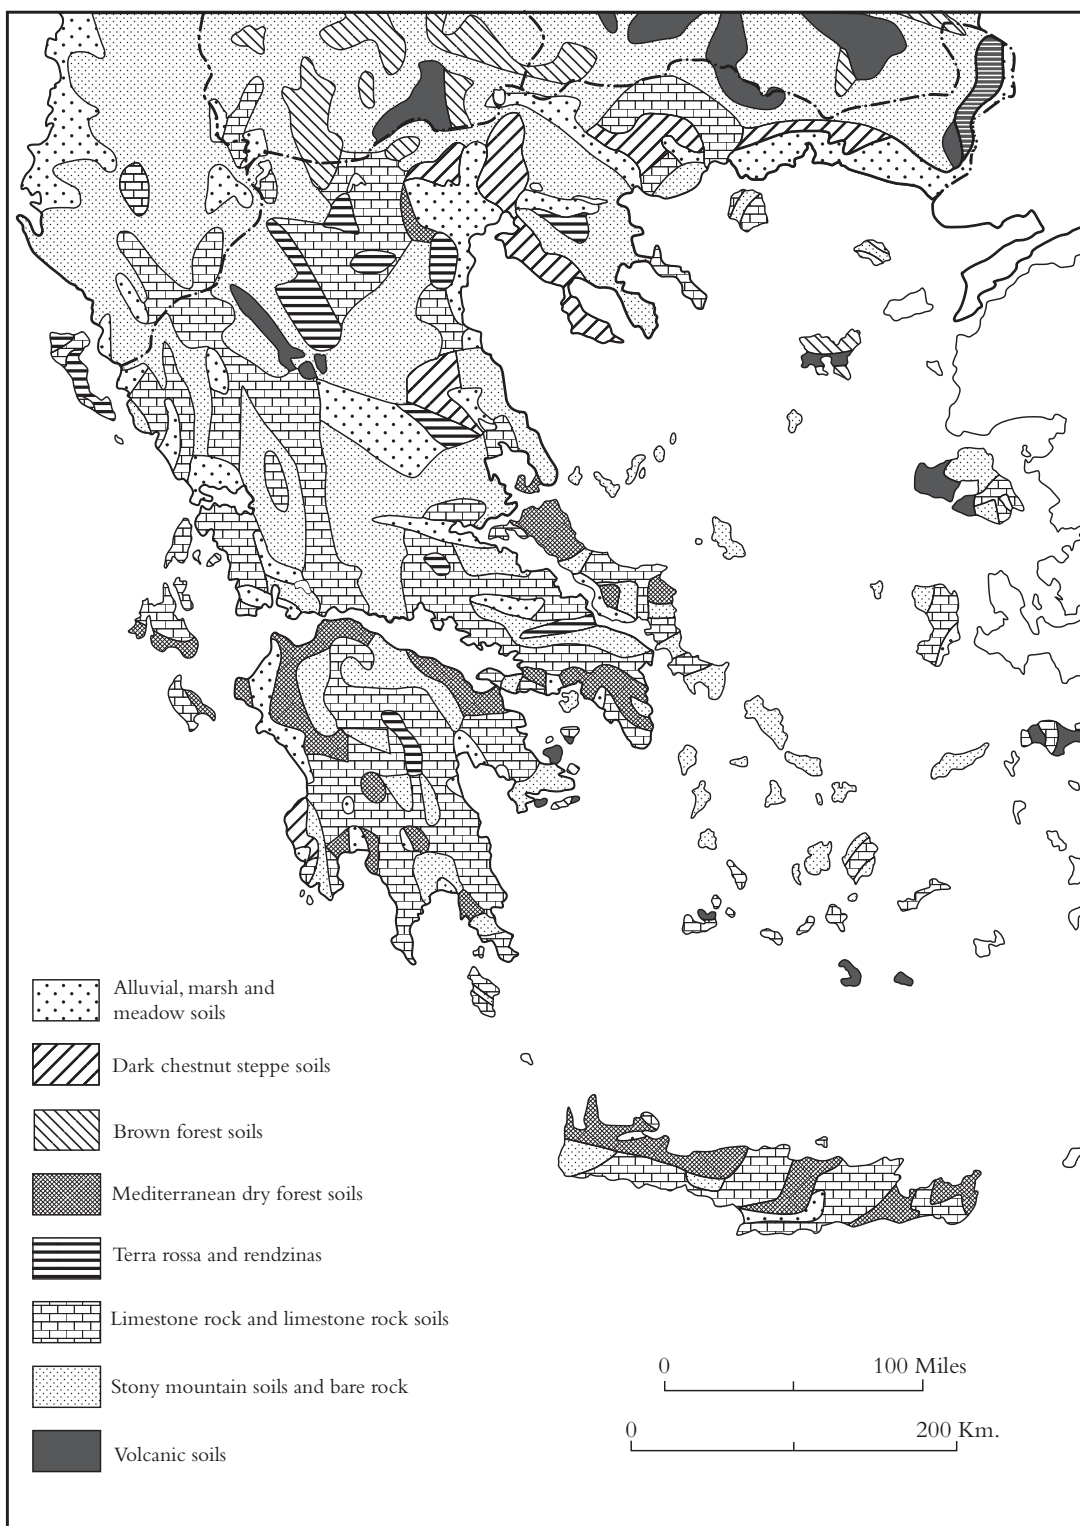 Alluvial, marsh and
meadow soils
Dark chestnut steppe soils
Brown forest soils
Mediterranean dry forest soils
Terra rossa and rendzinas
Limestone rock and limestone rock soils
Stony mountain soils and bare rock
Volcanic soils
0 100 Miles
0 200 Km.